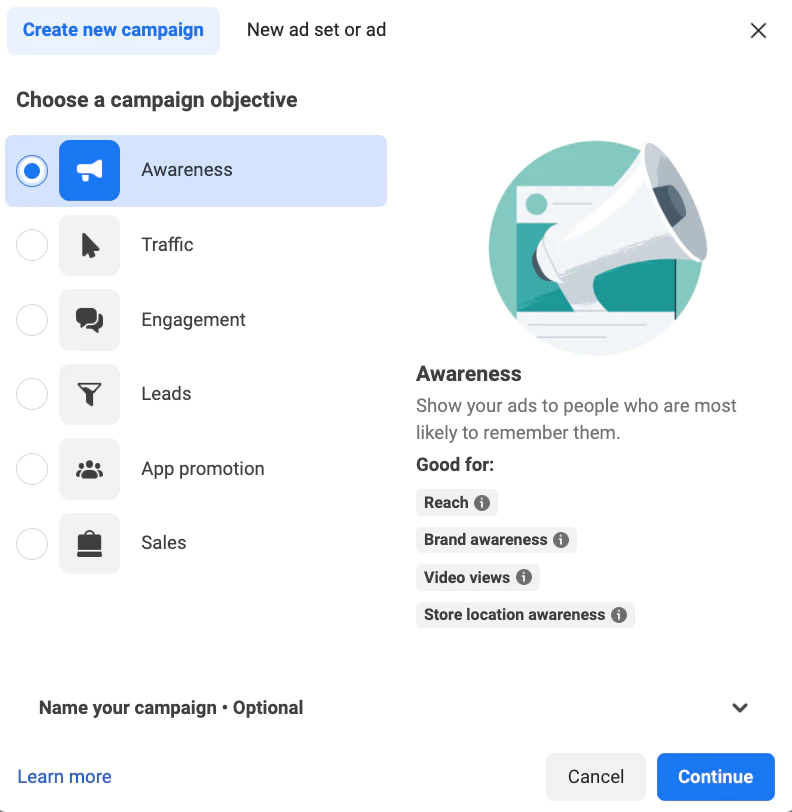 Create new campaign
New ad set or ad
Choose a campaign objective
Awareness
Traffic
Engagement
Leads
App promotion
Sales
Awareness
Show your ads to people who are most
likely to remember them.
Good for:
Reach
Brand awareness
Video views
Store location awareness
Name your campaign • Optional
Learn more
Cancel
Continue